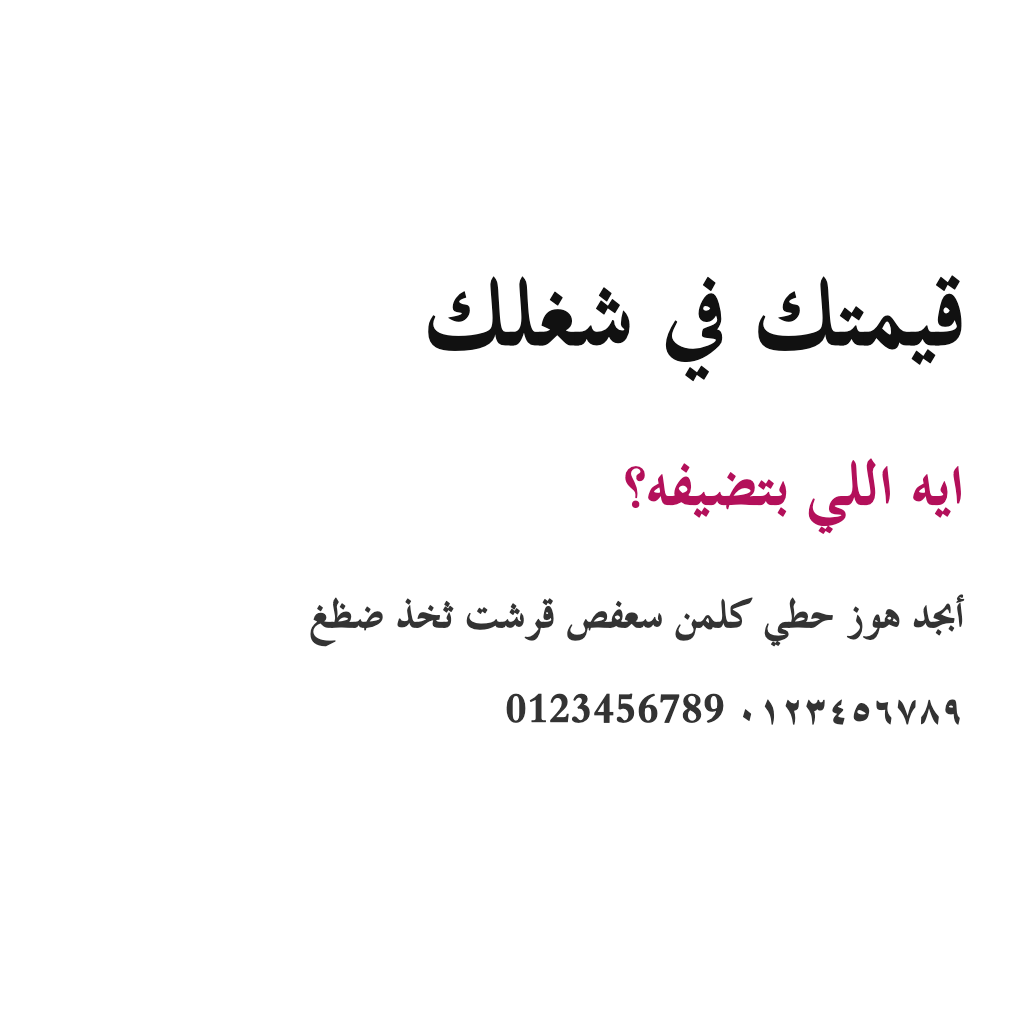 قيمتك في شغلك
ايه اللي بتضيفه؟
أبجد هوز حطي كلمن سعفص قرشت ثخذ ضظغ
٠١٢٣٤٥٦٧٨٩ 0123456789